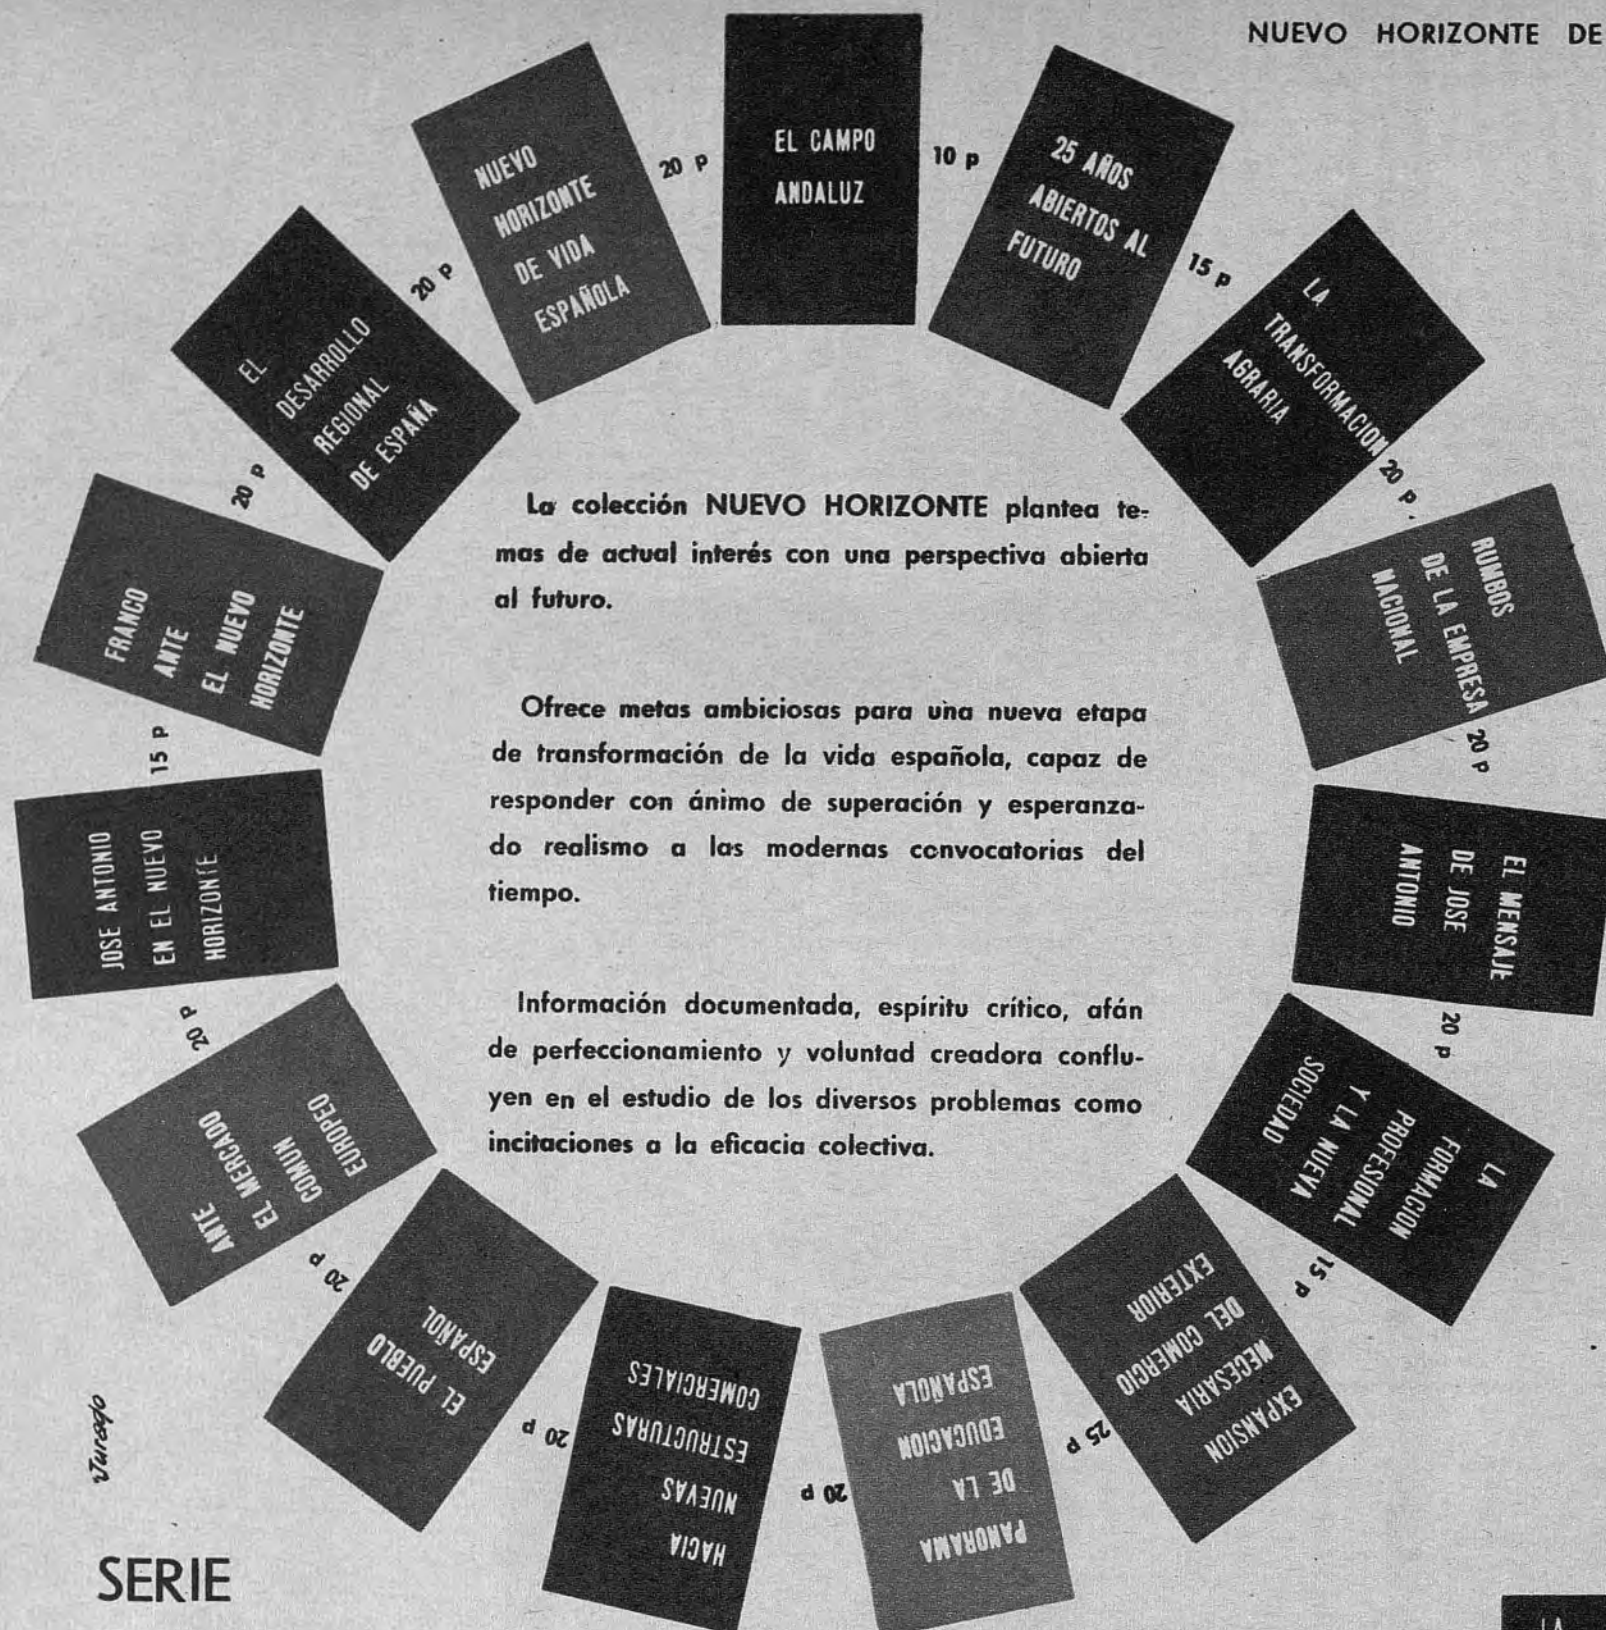 NUEVO HORIZONTE DE
EL CAMPO
ANDALUZ
10 P
25 AÑOS
ABIERTOS AL
FUTURO
15 P
LA
TRANSFORMACION
AGRARIA
20 P.
RUMBOS
DE LA EMPRESA
NACIONAL
20 P
EL MENSAJE
DE JOSE
ANTONIO
20 P
LA
FORMACION
PROFESIONAL
Y LA NUEVA
SOCIEDAD
15 P
EXPANSION
NECESARIA
DEL COMERCIO
EXTERIOR
25 P
PANORAMA
DE LA
EDUCACION
ESPAÑOLA
20 P
HACIA
NUEVAS
ESTRUCTURAS
COMERCIALES
20 P
EL PUEBLO
ESPAÑOL
20 P
ANTE
EL MERCADO
COMUN
EUROPEO
20 P
JOSE ANTONIO
EN EL NUEVO
HORIZONTE
15 P
FRANCO
ANTE
EL NUEVO
HORIZONTE
20 P
EL
DESARROLLO
REGIONAL
DE ESPAÑA
20 P
NUEVO
HORIZONTE
DE VIDA
ESPAÑOLA
20 P
La colección NUEVO HORIZONTE plantea te-
mas de actual interés con una perspectiva abierta
al futuro.
Ofrece metas ambiciosas para una nueva etapa
de transformación de la vida española, capaz de
responder con ánimo de superación y esperanza-
do realismo a las modernas convocatorias del
tiempo.
Información documentada, espíritu crítico, afán
de perfeccionamiento y voluntad creadora conflu-
yen en el estudio de los diversos problemas como
incitaciones a la eficacia colectiva.
SERIE
LA